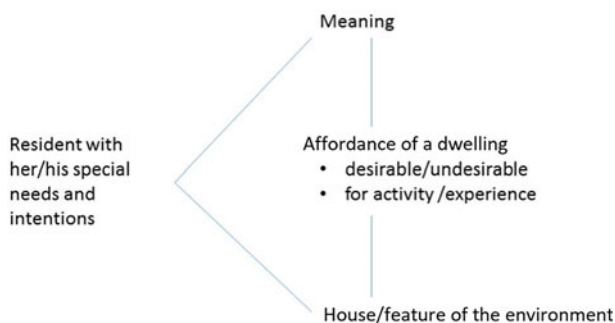 Meaning
Resident with
her/his special
needs and
intentions
Affordance of a dwelling
• desirable/undesirable
• for activity/experience
House/feature of the environment